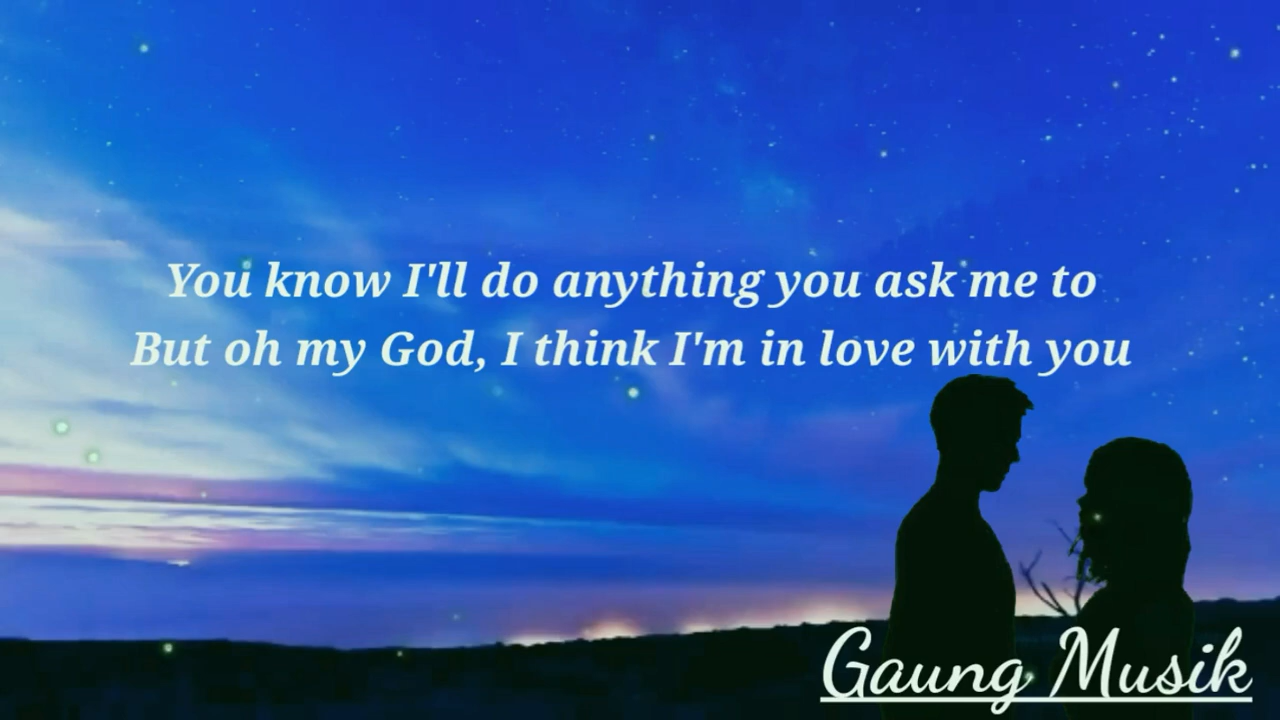 You know I'll do anything you ask me to
But oh my God, I think I'm in love with you
Gaung Musik